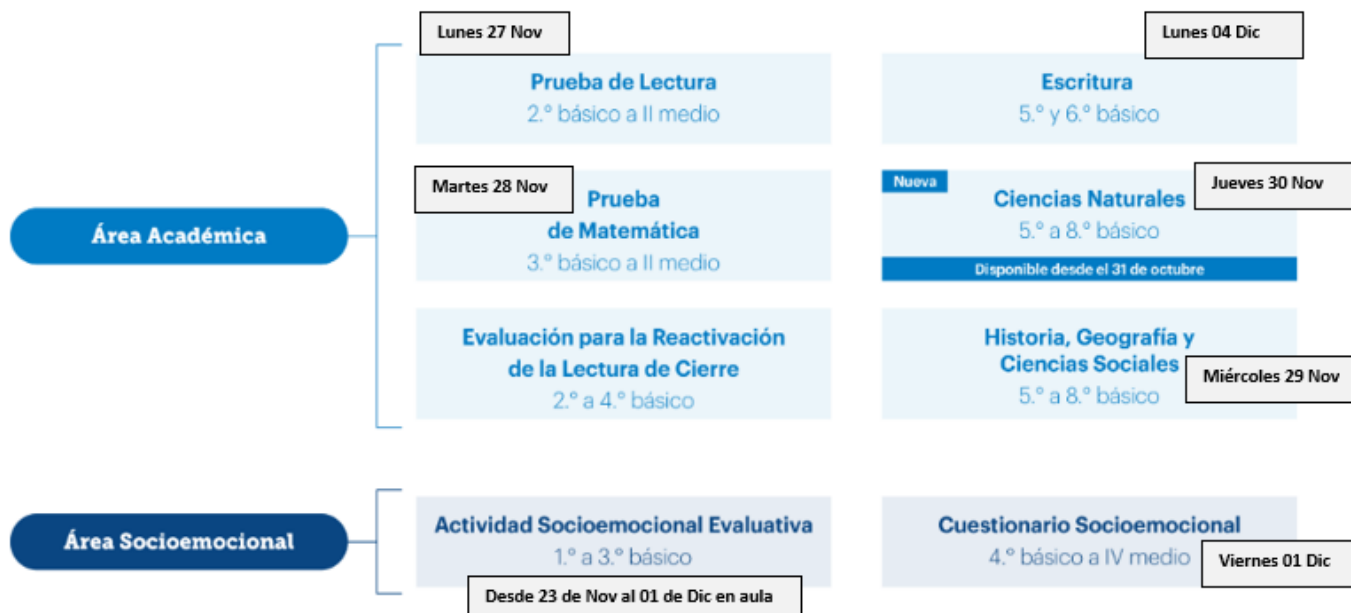 Lunes 27 Nov
Lunes 04 Dic
Prueba de Lectura
2.° básico a II medio
Escritura
5.° y 6.° básico
Martes 28 Nov
Prueba
de Matemática
3.° básico a II medio
Nueva
Jueves 30 Nov
Ciencias Naturales
5.° a 8.° básico
Disponible desde el 31 de octubre
Área Académica
Evaluación para la Reactivación
de la Lectura de Cierre
2.° a 4.° básico
Historia, Geografía y
Ciencias Sociales
5.° a 8.° básico
Miércoles 29 Nov
Área Socioemocional
Actividad Socioemocional Evaluativa
1.° a 3.° básico
Desde 23 de Nov al 01 de Dic en aula
Cuestionario Socioemocional
4.° básico a IV medio
Viernes 01 Dic